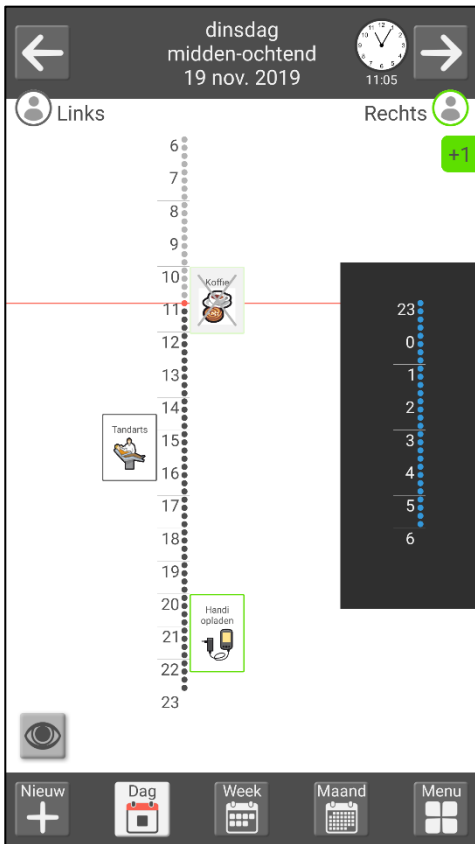 dinsdag
midden-ochtend
19 nov. 2019
11:05
Links
Rechts
+1
6
7
8
9
10
11
12
13
14
15
16
17
18
19
20
21
22
23
Koffie
Tandarts
Handi
opladen
23
0
1
2
3
4
5
6
Nieuw
Dag
Week
Maand
Menu